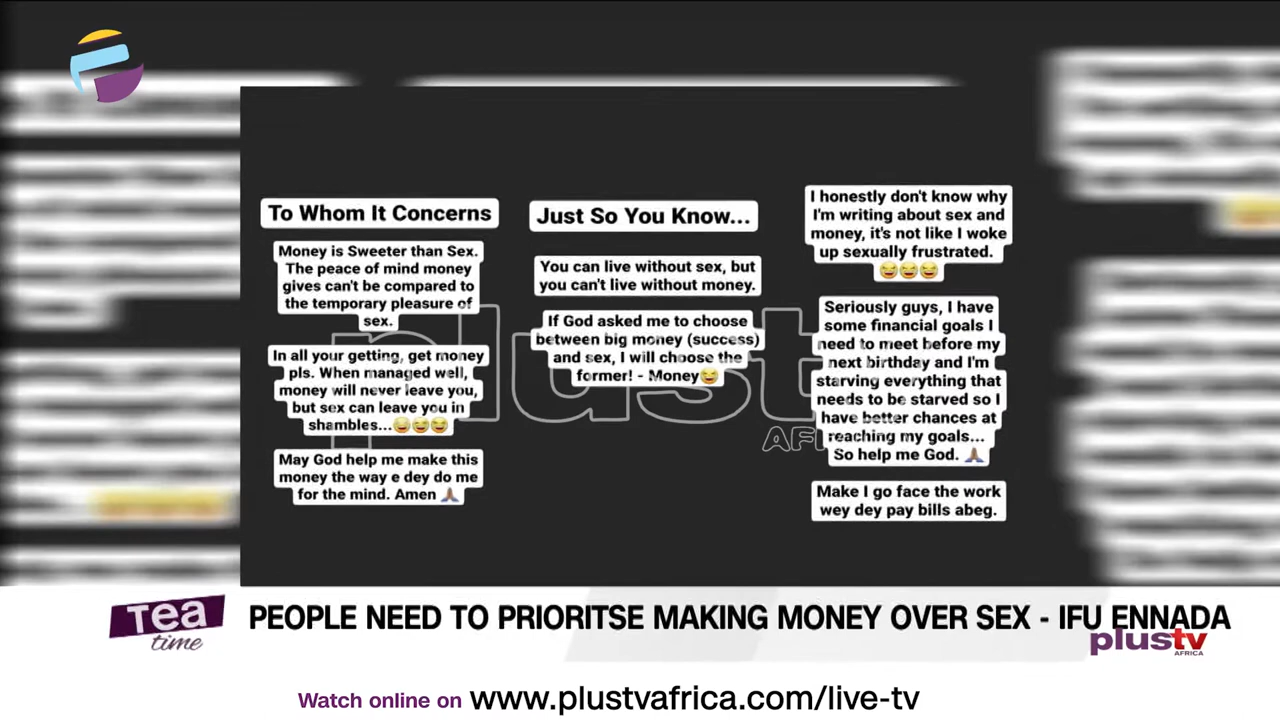 To Whom It Concerns
Money is Sweeter than Sex.
The peace of mind money
gives can't be compared to
the temporary pleasure of
sex.
In all your getting, get money
pls. When managed well,
money will never leave you,
but sex can leave you in
shambles...😂😂😂
May God help me make this
money the way e dey do me
for the mind. Amen 🙏🏽
Just So You Know...
You can live without sex, but
you can't live without money.
If God asked me to choose
between big money (success)
and sex, I will choose the
former! - Money😂
I honestly don't know why
I'm writing about sex and
money, it's not like I woke
up sexually frustrated.
😂😂😂
Seriously guys, I have
some financial goals I
need to meet before my
next birthday and I'm
starving everything that
needs to be starved so I
have better chances at
reaching my goals...
So help me God. 🙏🏽
Make I go face the work
wey dey pay bills abeg.
plust
AFRI
Tea
time
PEOPLE NEED TO PRIORITSE MAKING MONEY OVER SEX - IFU ENNADA
plustv
AFRICA
Watch online on www.plustvafrica.com/live-tv